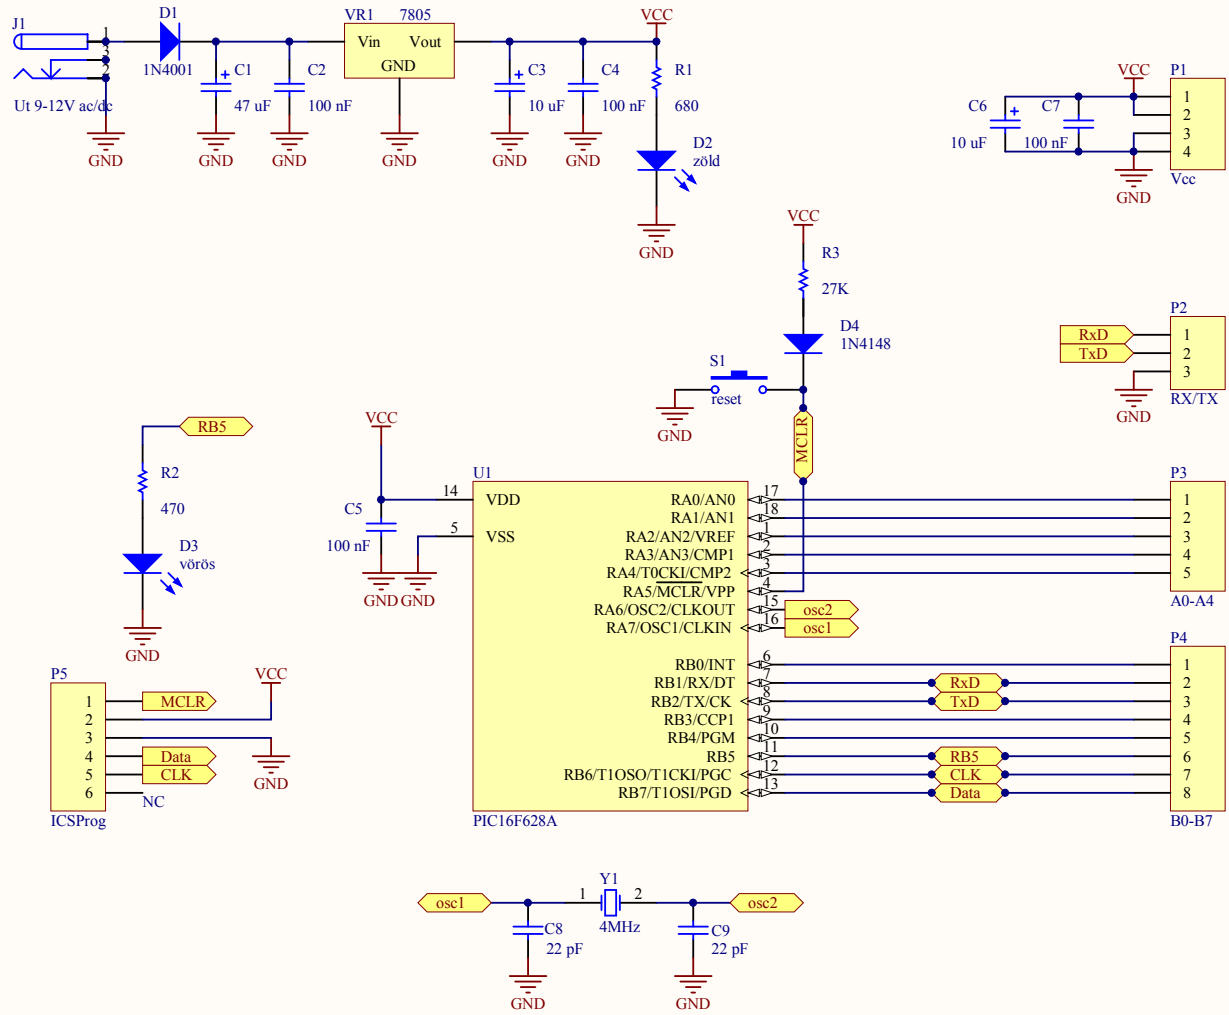 J1
1
3
2
Ut 9-12V ac/dc
GND
D1
1N4001
C1
+
47 uF
GND
C2
100 nF
GND
VR1 7805
Vin Vout
GND
GND
C3
+
10 uF
GND
C4
100 nF
GND
VCC
R1
680
D2
zöld
GND
VCC
C6
+
10 uF
C7
100 nF
GND
P1
1
2
3
4
Vcc
VCC
R3
27K
D4
1N4148
S1
reset
GND
MCLR
P2
RxD 1
TxD 2
3
RX/TX
GND
RB5
R2
470
D3
vörös
GND
VCC
C5
100 nF
GND GND
U1
14 VDD
5 VSS
RA0/AN0 17
RA1/AN1 18
RA2/AN2/VREF 1
RA3/AN3/CMP1 2
RA4/T0CKI/CMP2 3
RA5/MCLR/VPP 4
RA6/OSC2/CLKOUT 15 osc2
RA7/OSC1/CLKIN 16 osc1
RB0/INT 6
RB1/RX/DT 7 RxD
RB2/TX/CK 8 TxD
RB3/CCP1 9
RB4/PGM 10
RB5 11 RB5
RB6/T1OSO/T1CKI/PGC 12 CLK
RB7/T1OSI/PGD 13 Data
PIC16F628A
P3
1
2
3
4
5
A0-A4
P4
1
2
3
4
5
6
7
8
B0-B7
P5
1 MCLR
2
3
4 Data
5 CLK
6 NC
ICSProg
VCC
GND
osc1
1
Y1
2
4MHz
osc2
C8
22 pF
GND
C9
22 pF
GND